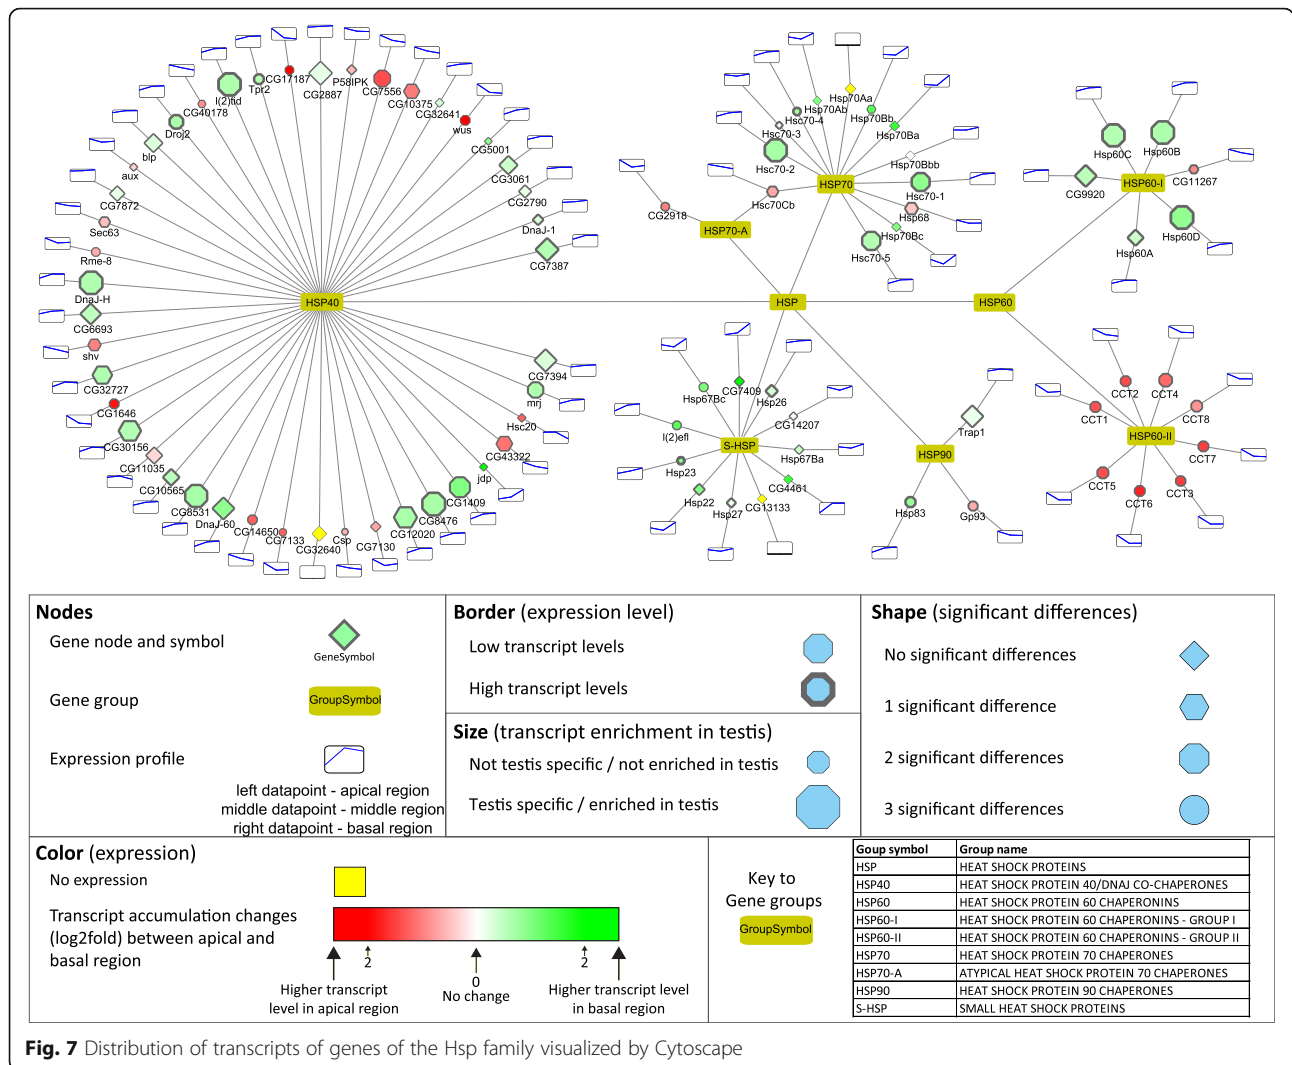 CG17187
CG2887
P58IPK
CG7556
CG10375
CG32641
wus
CG5001
CG3061
CG2790
DnaJ-1
CG7387
l(2)tid
Tpr2
CG40178
Droj2
blp
aux
CG7872
Sec63
Rme-8
DnaJ-H
CG6693
shv
CG32727
CG1646
CG30156
CG11035
CG10565
CG8531
DnaJ-60
CG14650
CG7133
CG32640
Csp
CG7130
CG12020
CG8476
CG1409
jdp
CG43322
Hsc20
mrj
CG7394
HSP40
HSP
HSP60
HSP70
HSP70-A
CG2918
Hsc70Cb
Hsc70-2
Hsc70-3
Hsc70-4
Hsp70Ab
Hsp70Aa
Hsp70Bb
Hsp70Ba
Hsp70Bbb
Hsc70-1
Hsp68
Hsp70Bc
Hsc70-5
HSP60-I
Hsp60C
Hsp60B
CG11267
CG9920
Hsp60A
Hsp60D
HSP60-II
CCT2
CCT4
CCT1
CCT8
CCT7
CCT5
CCT6
CCT3
S-HSP
Hsp67Bc
CG7409
Hsp26
CG14207
l(2)efl
Hsp67Ba
Hsp23
CG4461
Hsp22
Hsp27
CG13133
HSP90
Trap1
Hsp83
Gp93
Nodes
Gene node and symbol
GeneSymbol
Gene group
GroupSymbol
Expression profile
left datapoint - apical region
middle datapoint - middle region
right datapoint - basal region
Border (expression level)
Low transcript levels
High transcript levels
Size (transcript enrichment in testis)
Not testis specific / not enriched in testis
Testis specific / enriched in testis
Shape (significant differences)
No significant differences
1 significant difference
2 significant differences
3 significant differences
Color (expression)
No expression
Transcript accumulation changes
(log2fold) between apical and
basal region
2
0
2
Higher transcript
level in apical region
No change
Higher transcript level
in basal region
Key to
Gene groups
GroupSymbol
Goup symbol Group name
HSP HEAT SHOCK PROTEINS
HSP40 HEAT SHOCK PROTEIN 40/DNAJ CO-CHAPERONES
HSP60 HEAT SHOCK PROTEIN 60 CHAPERONINS
HSP60-I HEAT SHOCK PROTEIN 60 CHAPERONINS - GROUP I
HSP60-II HEAT SHOCK PROTEIN 60 CHAPERONINS - GROUP II
HSP70 HEAT SHOCK PROTEIN 70 CHAPERONES
HSP70-A ATYPICAL HEAT SHOCK PROTEIN 70 CHAPERONES
HSP90 HEAT SHOCK PROTEIN 90 CHAPERONES
S-HSP SMALL HEAT SHOCK PROTEINS
Fig. 7 Distribution of transcripts of genes of the Hsp family visualized by Cytoscape